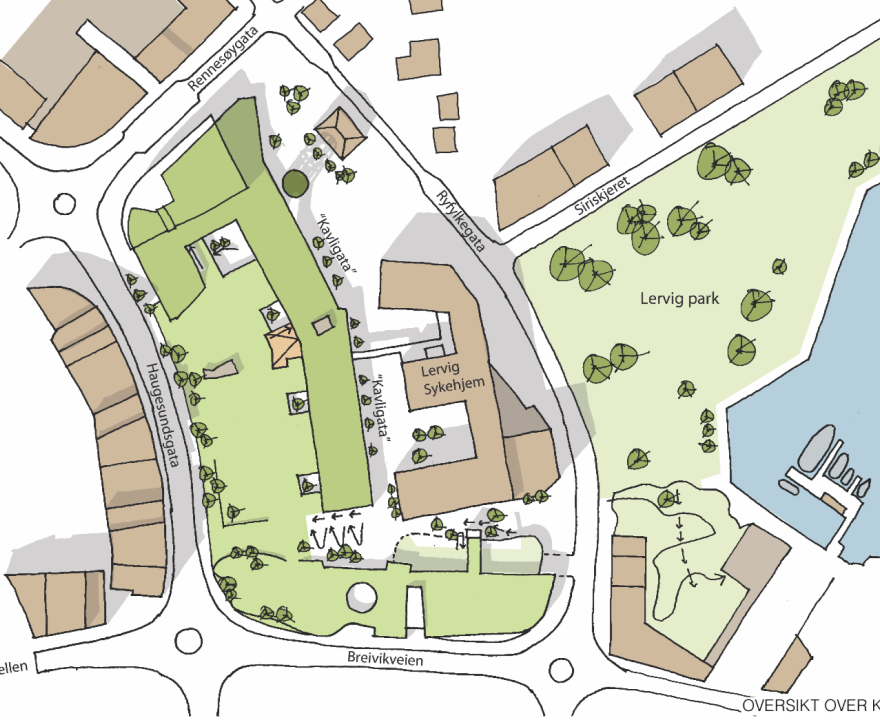 Rennesøygata
Ryfylkegata
Siriskjeret
"Kavligata"
Lervig park
Haugesundsgata
Lervig
Sykehjem
"Kavligata"
Breivikveien
ellen
OVERSIKT OVER K